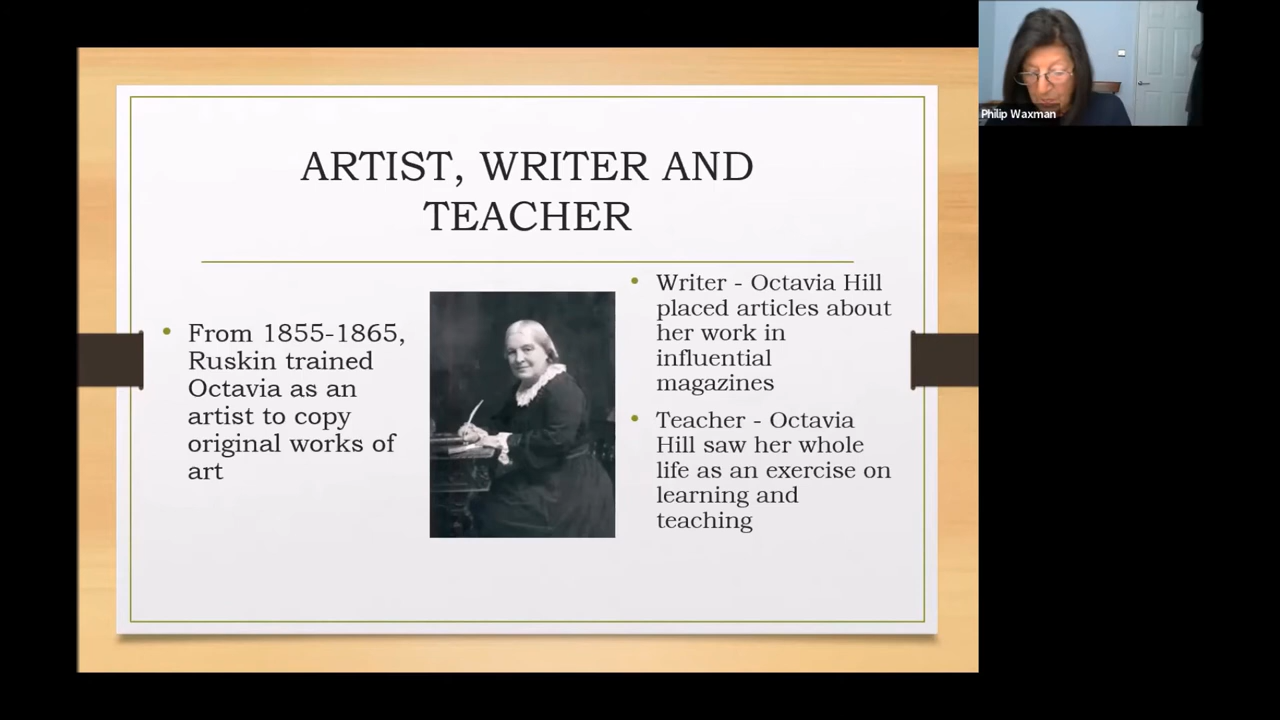 ARTIST, WRITER AND
TEACHER
From 1855-1865,
Ruskin trained
Octavia as an
artist to copy
original works of
art
• Writer - Octavia Hill
placed articles about
her work in
influential
magazines
• Teacher - Octavia
Hill saw her whole
life as an exercise on
learning and
teaching
Philip Waxman